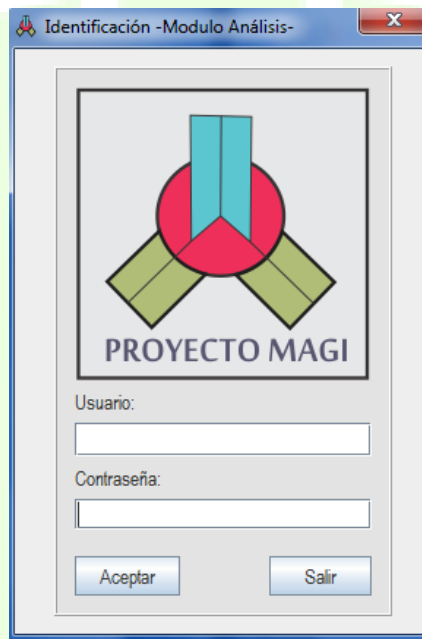 Identificación -Modulo Análisis-
PROYECTO MAGI
Usuario:
Contraseña:
Aceptar Salir